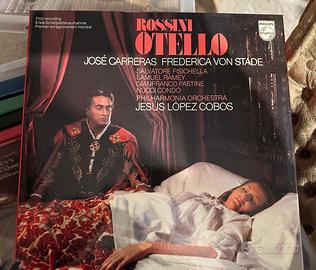 First recording
Erste Schallplattenaufnahme
Premier enregistrement mondial
ROSSINI
PHILIPS
OTELLO
JOSÉ CARRERAS FREDERICA VON STADE
SALVATORE FISICHELLA
SAMUEL RAMEY
GIANFRANCO PASTINE
NUCCI CONDÒ
PHILHARMONIA ORCHESTRA
JESUS LOPEZ COBOS
subito